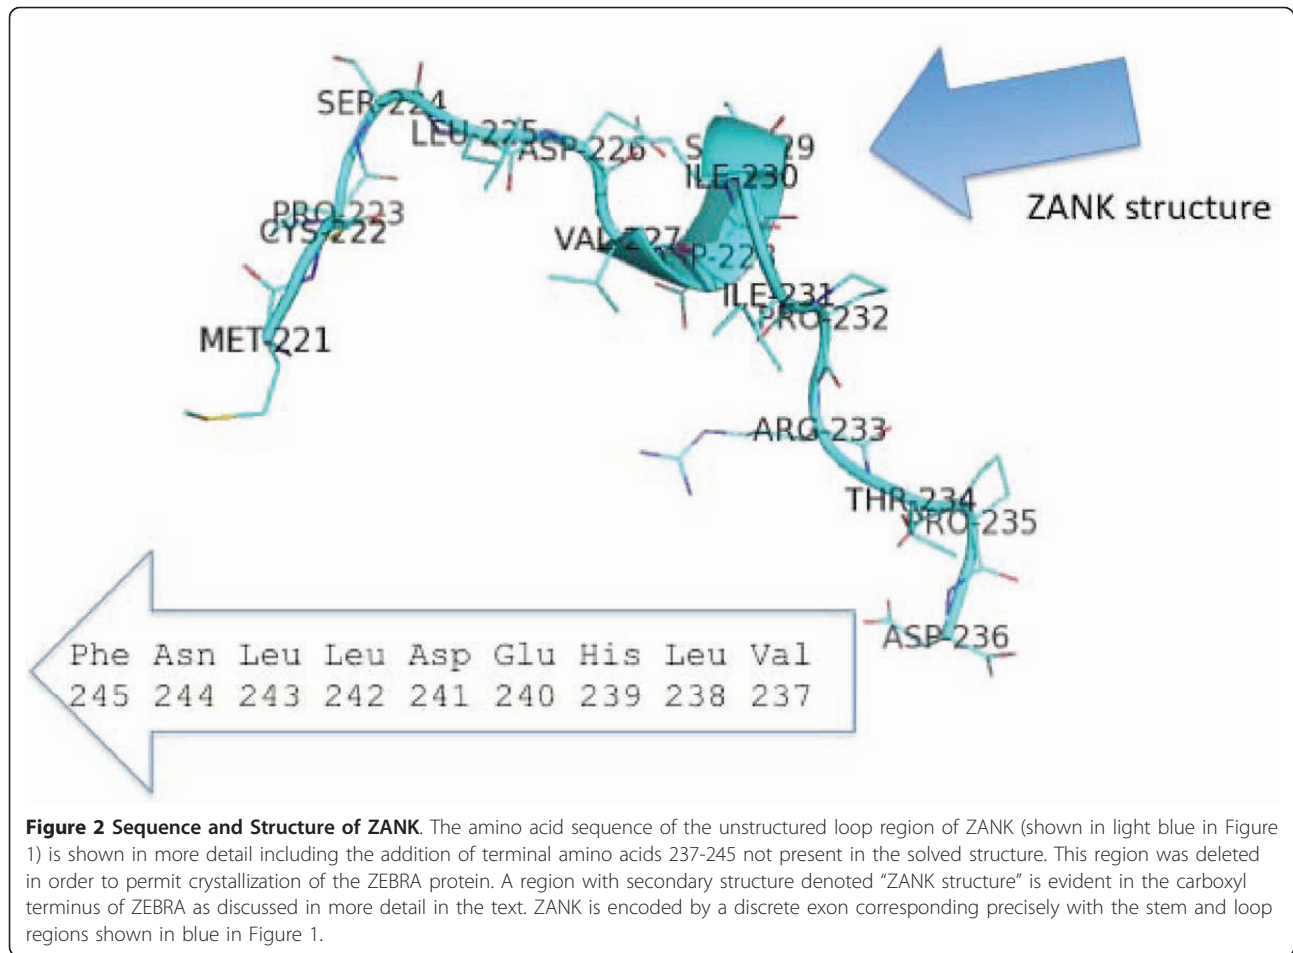 SER-224
LEU-225
ASP-226
ILE-230
ZANK structure
PRO-223
CYS-222
VAL-227
ILE-231
PRO-232
MET-221
ARG-233
THR-234
PRO-235
ASP-236
Phe Asn Leu Leu Asp Glu His Leu Val
245 244 243 242 241 240 239 238 237
Figure 2 Sequence and Structure of ZANK. The amino acid sequence of the unstructured loop region of ZANK (shown in light blue in Figure
1) is shown in more detail including the addition of terminal amino acids 237-245 not present in the solved structure. This region was deleted
in order to permit crystallization of the ZEBRA protein. A region with secondary structure denoted “ZANK structure” is evident in the carboxyl
terminus of ZEBRA as discussed in more detail in the text. ZANK is encoded by a discrete exon corresponding precisely with the stem and loop
regions shown in blue in Figure 1.